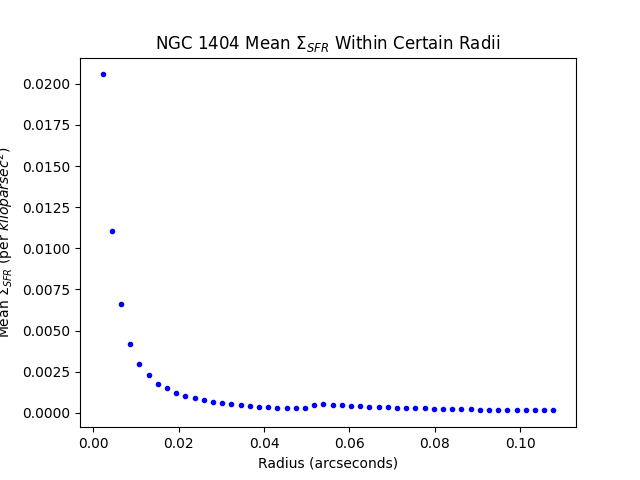 NGC 1404 Mean Σ_SFR Within Certain Radii
Mean Σ_SFR (per kiloparsec²)
0.0200
0.0175
0.0150
0.0125
0.0100
0.0075
0.0050
0.0025
0.0000
0.00 0.02 0.04 0.06 0.08 0.10
Radius (arcseconds)